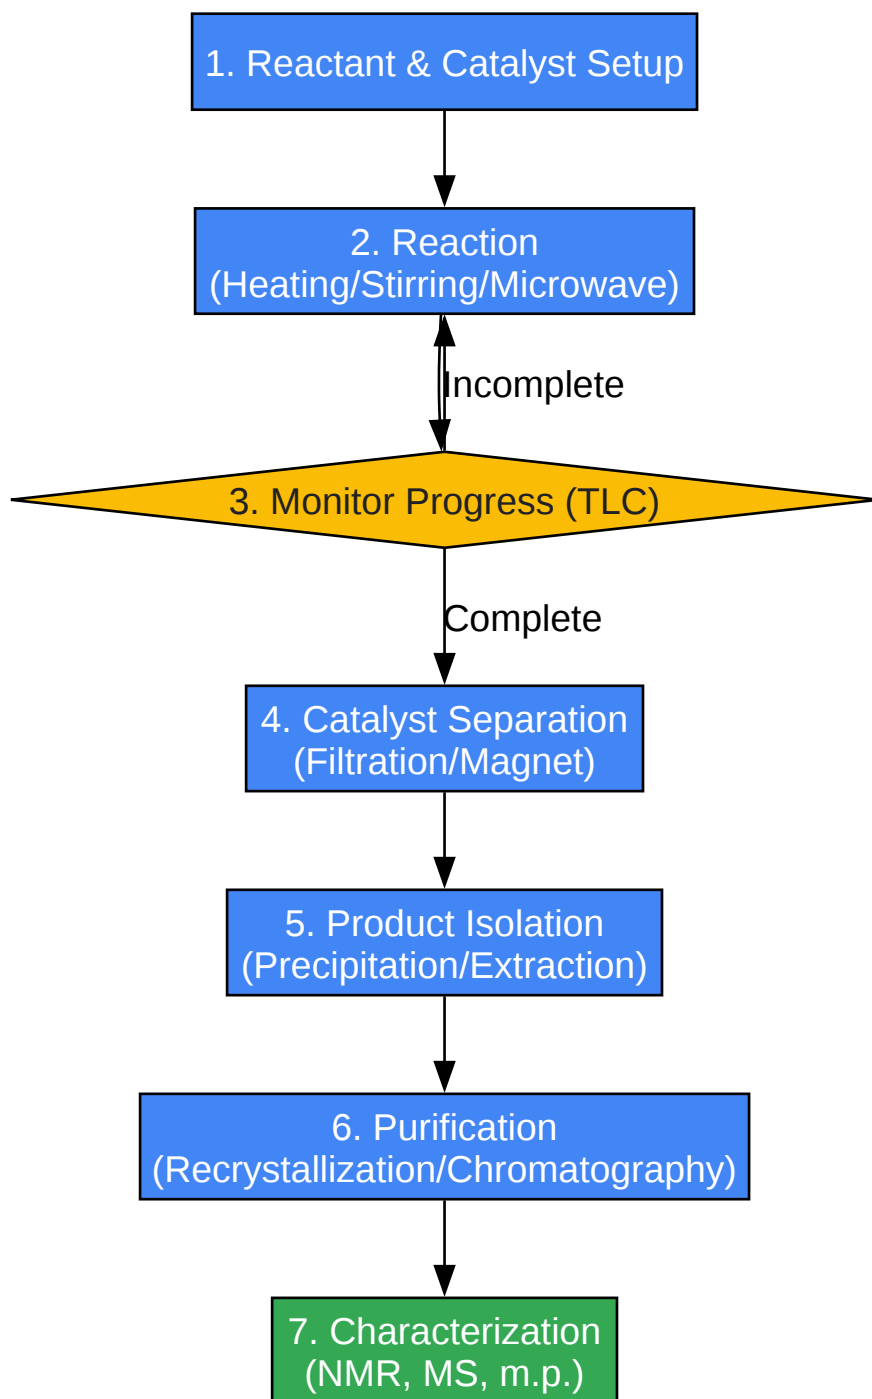 1. Reactant & Catalyst Setup
2. Reaction
(Heating/Stirring/Microwave)
Incomplete
3. Monitor Progress (TLC)
Complete
4. Catalyst Separation
(Filtration/Magnet)
5. Product Isolation
(Precipitation/Extraction)
6. Purification
(Recrystallization/Chromatography)
7. Characterization
(NMR, MS, m.p.)